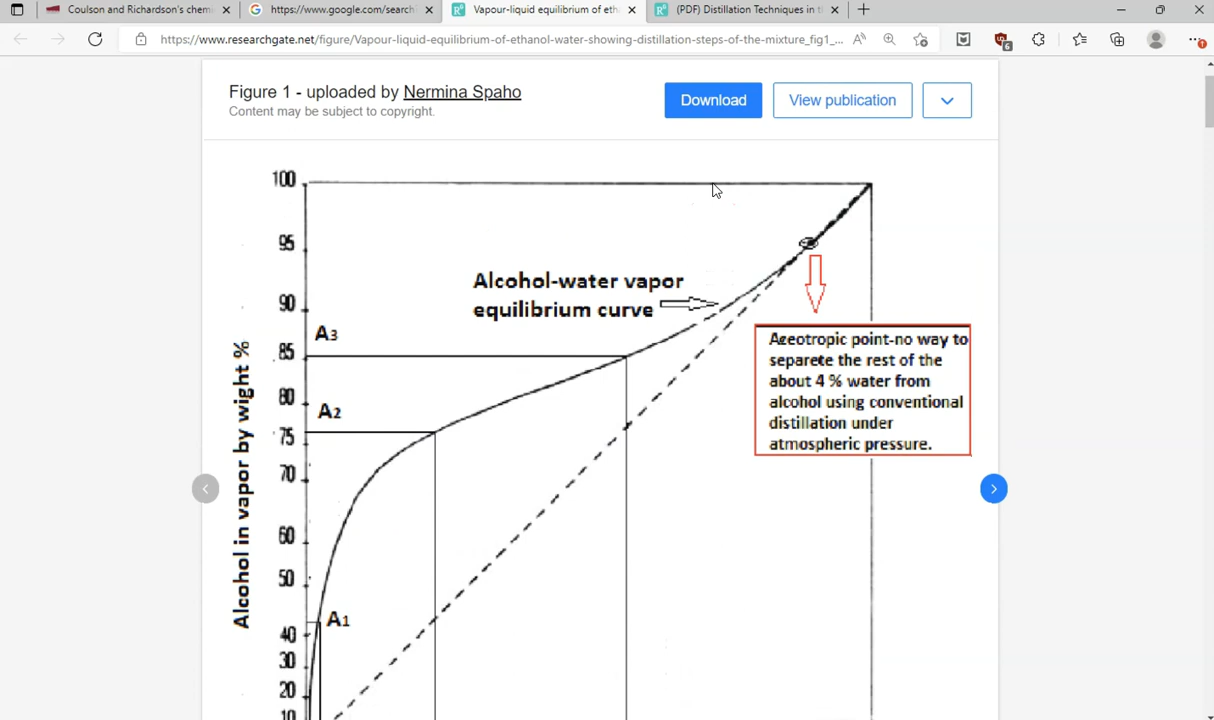 Coulson and Richardson's chem
https://www.google.com/search
Vapour-liquid equilibrium of eth
(PDF) Distillation Techniques in t
https://www.researchgate.net/figure/Vapour-liquid-equilibrium-of-ethanol-water-showing-distillation-steps-of-the-mixture_fig1_...
6
Figure 1 - uploaded by Nermina Spaho
Content may be subject to copyright.
Download
View publication
100
95
90
85
80
75
70
60
50
40
30
20
10
Alcohol in vapor by wight %
Alcohol-water vapor
equilibrium curve
A3
A2
A1
Azeotropic point-no way to
separete the rest of the
about 4 % water from
alcohol using conventional
distillation under
atmospheric pressure.